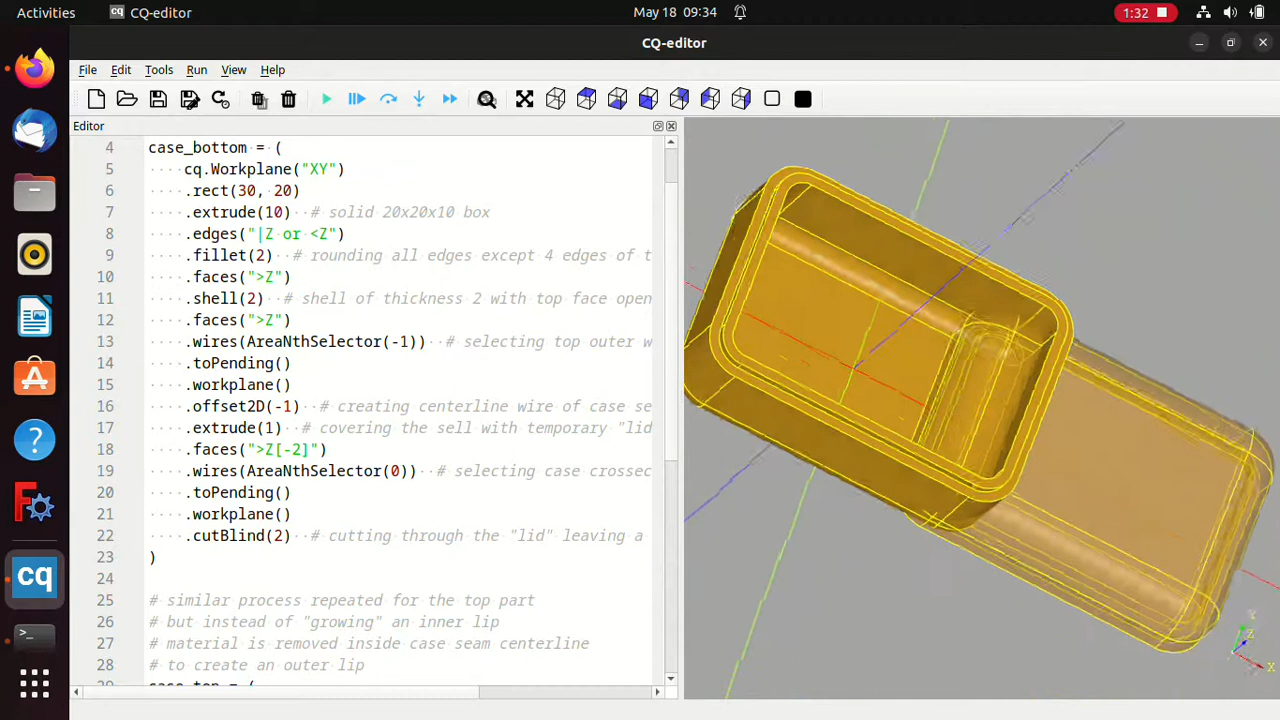 Activities CQ-editor May 18 09:34 1:32
CQ-editor
File Edit Tools Run View Help
Editor
4 case_bottom = (
5 ····cq.Workplane("XY")
6 ····.rect(30, 20)
7 ····.extrude(10)··# solid 20x20x10 box
8 ····.edges("|Z or <Z")
9 ····.fillet(2)··# rounding all edges except 4 edges of t
10 ····.faces(">Z")
11 ····.shell(2)··# shell of thickness 2 with top face open
12 ····.faces(">Z")
13 ····.wires(AreaNthSelector(-1))··# selecting top outer w
14 ····.toPending()
15 ····.workplane()
16 ····.offset2D(-1)··# creating centerline wire of case se
17 ····.extrude(1)··# covering the sell with temporary "lid
18 ····.faces(">Z[-2]")
19 ····.wires(AreaNthSelector(0))··# selecting case crossec
20 ····.toPending()
21 ····.workplane()
22 ····.cutBlind(2)··# cutting through the "lid" leaving a
23 )
24
25 # similar process repeated for the top part
26 # but instead of "growing" an inner lip
27 # material is removed inside case seam centerline
28 # to create an outer lip
29 case_top = (
cq
Y
Z
X